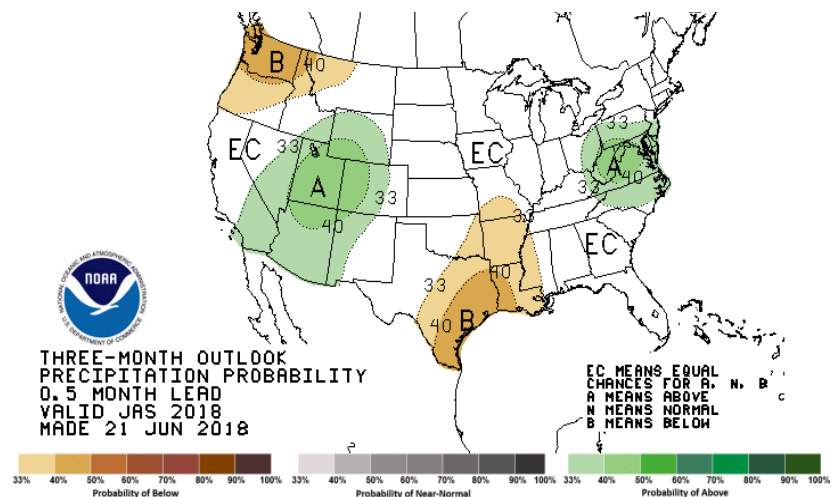 B
40
33
EC
33
EC
A
33
40
33
A
40
33
33
EC
40
33
40
B
NATIONAL OCEANIC AND ATMOSPHERIC ADMINISTRATION
NOAA
U.S. DEPARTMENT OF COMMERCE
THREE-MONTH OUTLOOK
PRECIPITATION PROBABILITY
0.5 MONTH LEAD
VALID JAS 2018
MADE 21 JUN 2018
EC MEANS EQUAL
CHANCES FOR A, N, B
A MEANS ABOVE
N MEANS NORMAL
B MEANS BELOW
33% 40% 50% 60% 70% 80% 90% 100%
Probability of Below
33% 40% 50% 60% 70% 80% 90% 100%
Probability of Near-Normal
33% 40% 50% 60% 70% 80% 90% 100%
Probability of Above